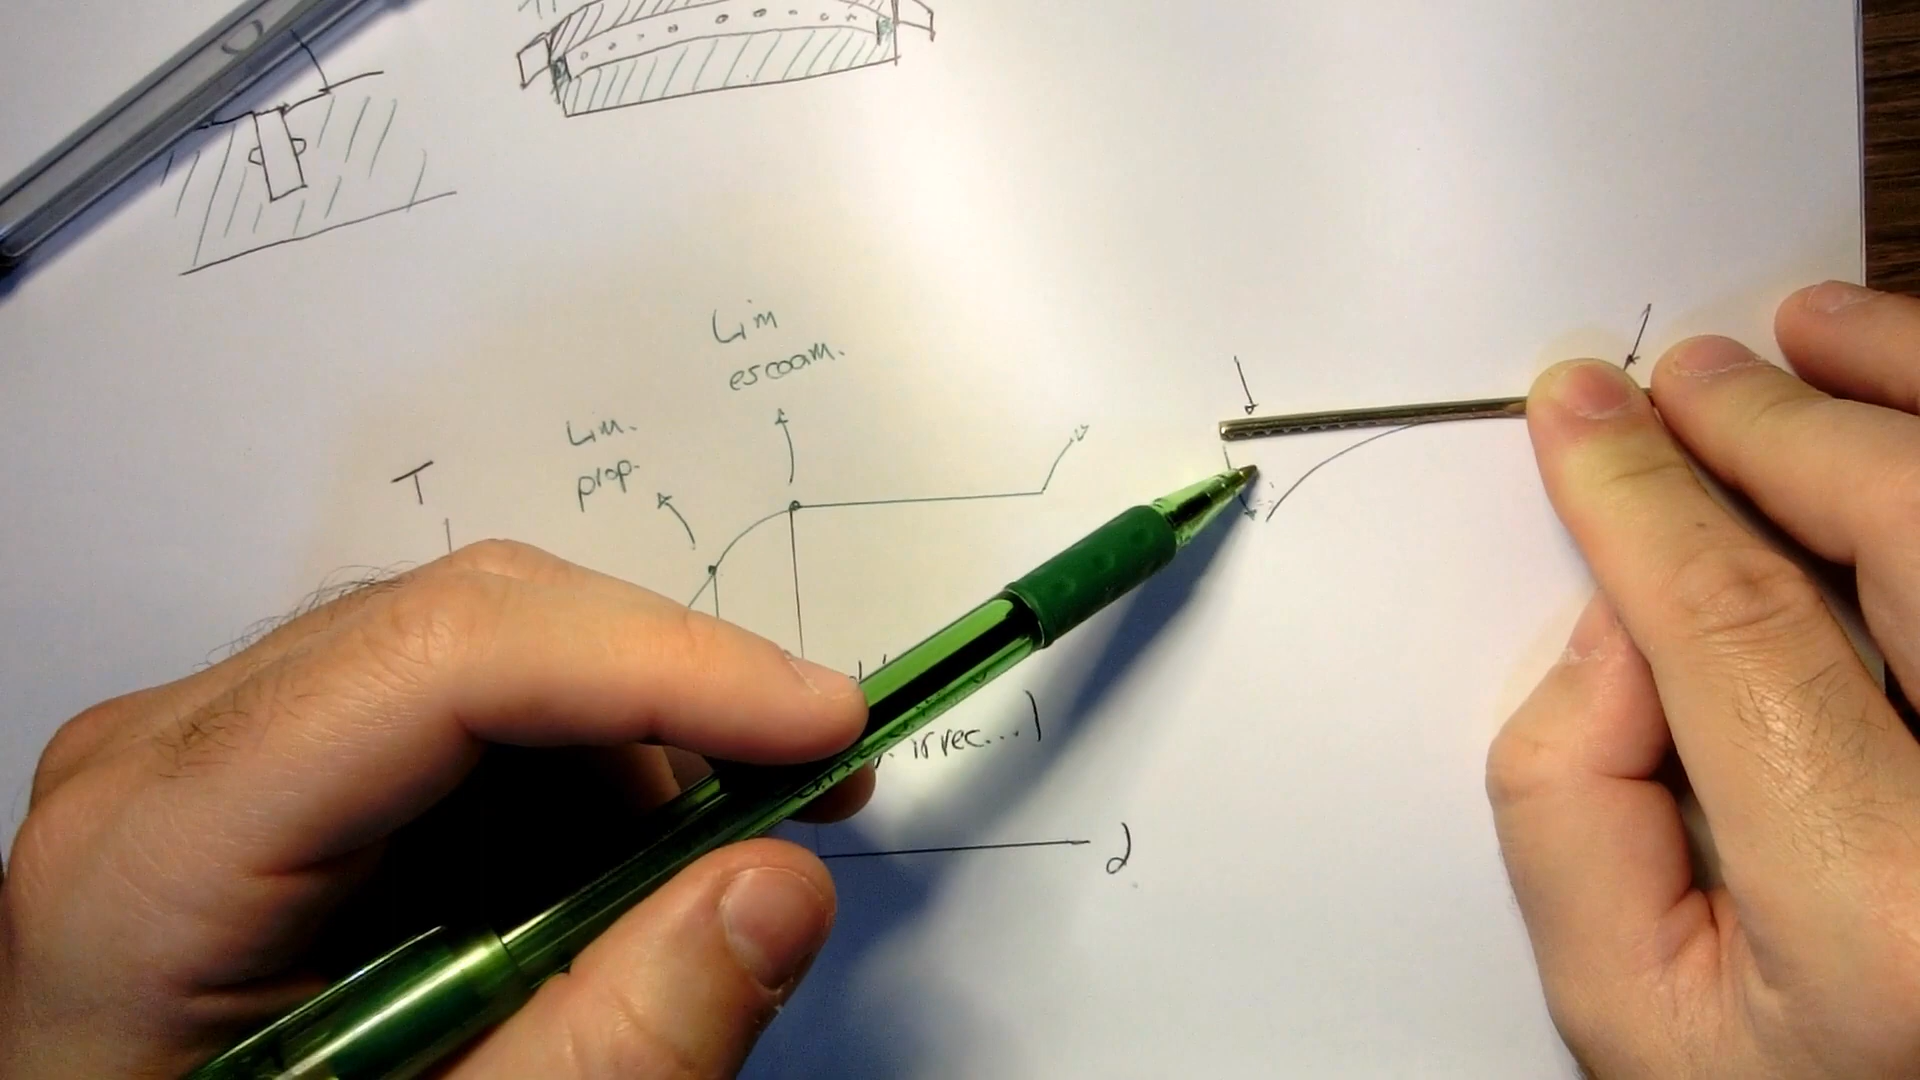 Lim
escoam.
Lim.
prop.
T
irrec...)
d